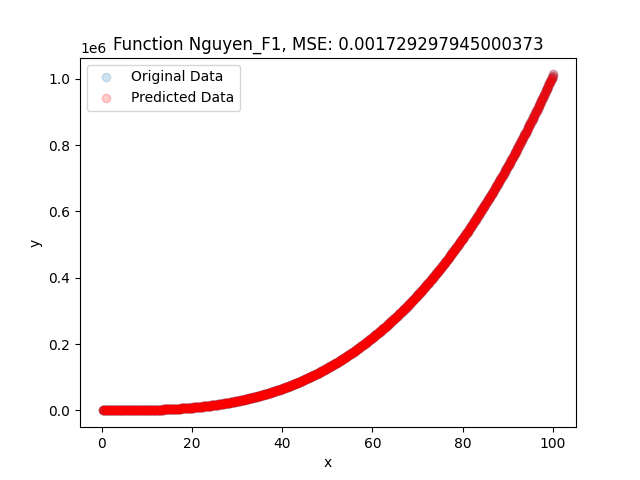 Function Nguyen_F1, MSE: 0.001729297945000373
1e6
Original Data
Predicted Data
1.0
0.8
0.6
0.4
0.2
0.0
y
0 20 40 60 80 100
x